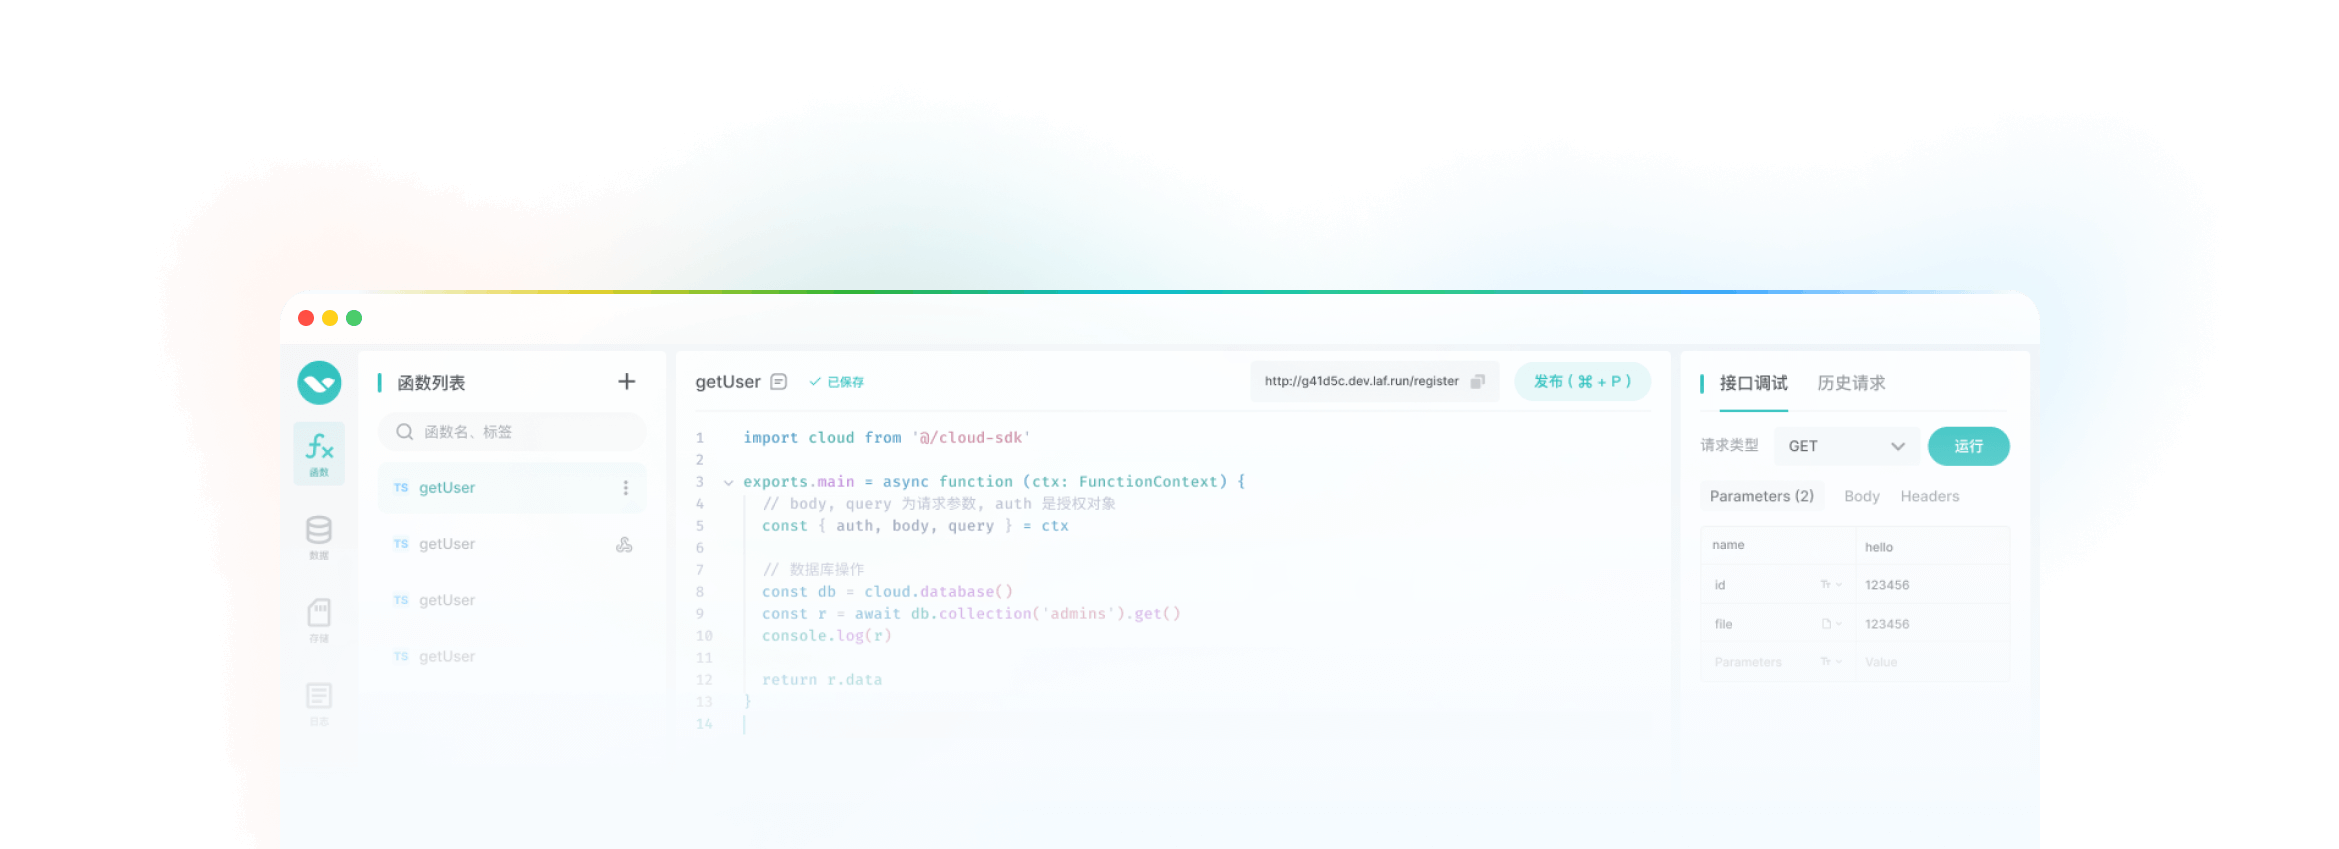 函数
数据
存储
日志
函数列表
函数名、标签
TS getUser
TS getUser
TS getUser
TS getUser
getUser 已保存 http://g41d5c.dev.laf.run/register 发布 ( ⌘ + P )
1 import cloud from '@/cloud-sdk'
2
3 exports.main = async function (ctx: FunctionContext) {
4 // body, query 为请求参数, auth 是授权对象
5 const { auth, body, query } = ctx
6
7 // 数据库操作
8 const db = cloud.database()
9 const r = await db.collection('admins').get()
10 console.log(r)
11
12 return r.data
13 }
14
接口调试 历史请求
请求类型 GET 运行
Parameters (2) Body Headers
name hello
id Tr 123456
file 123456
Parameters Tr Value